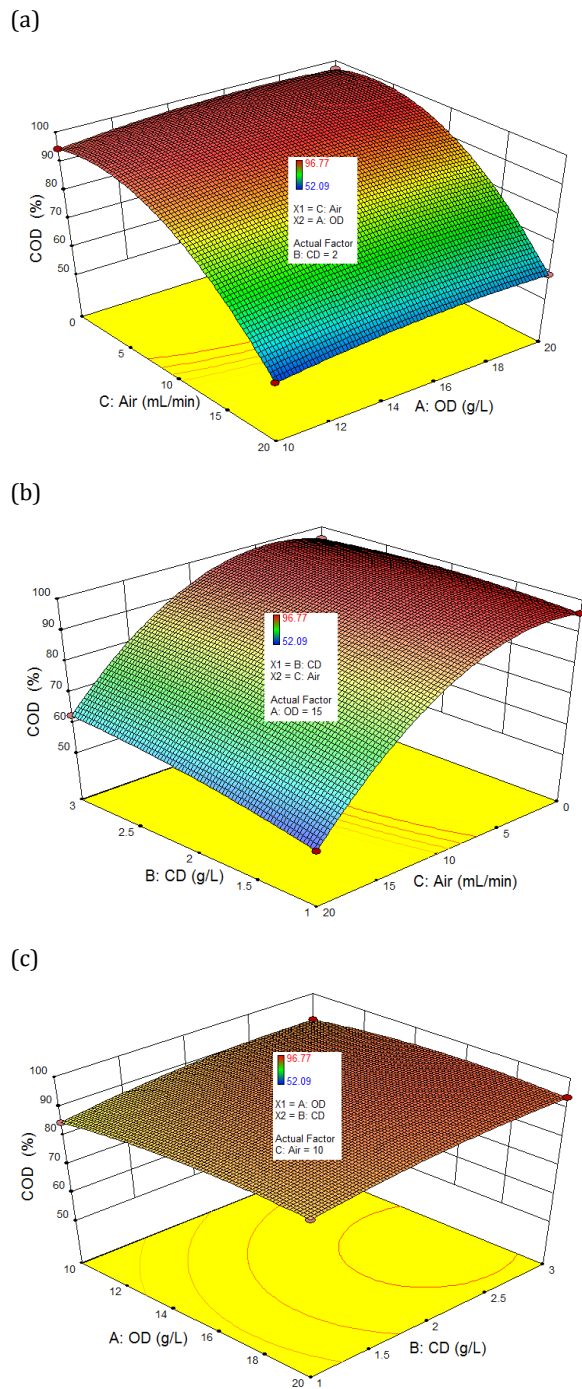 (a)
100
90
80
70
60
50
COD (%)
96.77
52.09
X1 = C: Air
X2 = A: OD
Actual Factor
B: CD = 2
0
5
10
15
20
C: Air (mL/min)
10
12
14
16
18
20
A: OD (g/L)
(b)
100
90
80
70
60
50
COD (%)
96.77
52.09
X1 = B: CD
X2 = C: Air
Actual Factor
A: OD = 15
3
2.5
2
1.5
1
B: CD (g/L)
20
15
10
5
0
C: Air (mL/min)
(c)
100
90
80
70
60
50
COD (%)
96.77
52.09
X1 = A: OD
X2 = B: CD
Actual Factor
C: Air = 10
10
12
14
16
18
20
A: OD (g/L)
1
1.5
2
2.5
3
B: CD (g/L)